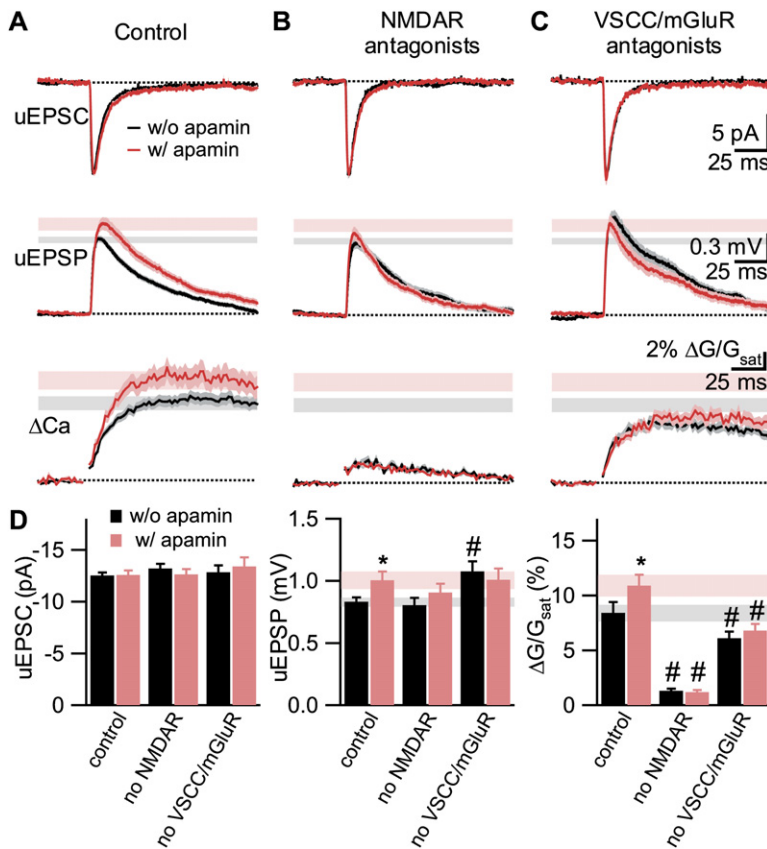 A
Control
B
NMDAR
antagonists
C
VSCC/mGluR
antagonists
uEPSC
w/o apamin
w/ apamin
5 pA
25 ms
uEPSP
0.3 mV
25 ms
2% ΔG/Gsat
25 ms
ΔCa
D
w/o apamin
w/ apamin
uEPSC (pA)
-15
-10
-5
0
control
no NMDAR
no VSCC/mGluR
uEPSP (mV)
1.5
1.0
0.5
0.0
*
#
control
no NMDAR
no VSCC/mGluR
ΔG/Gsat (%)
15
10
5
0
*
# #
# #
control
no NMDAR
no VSCC/mGluR